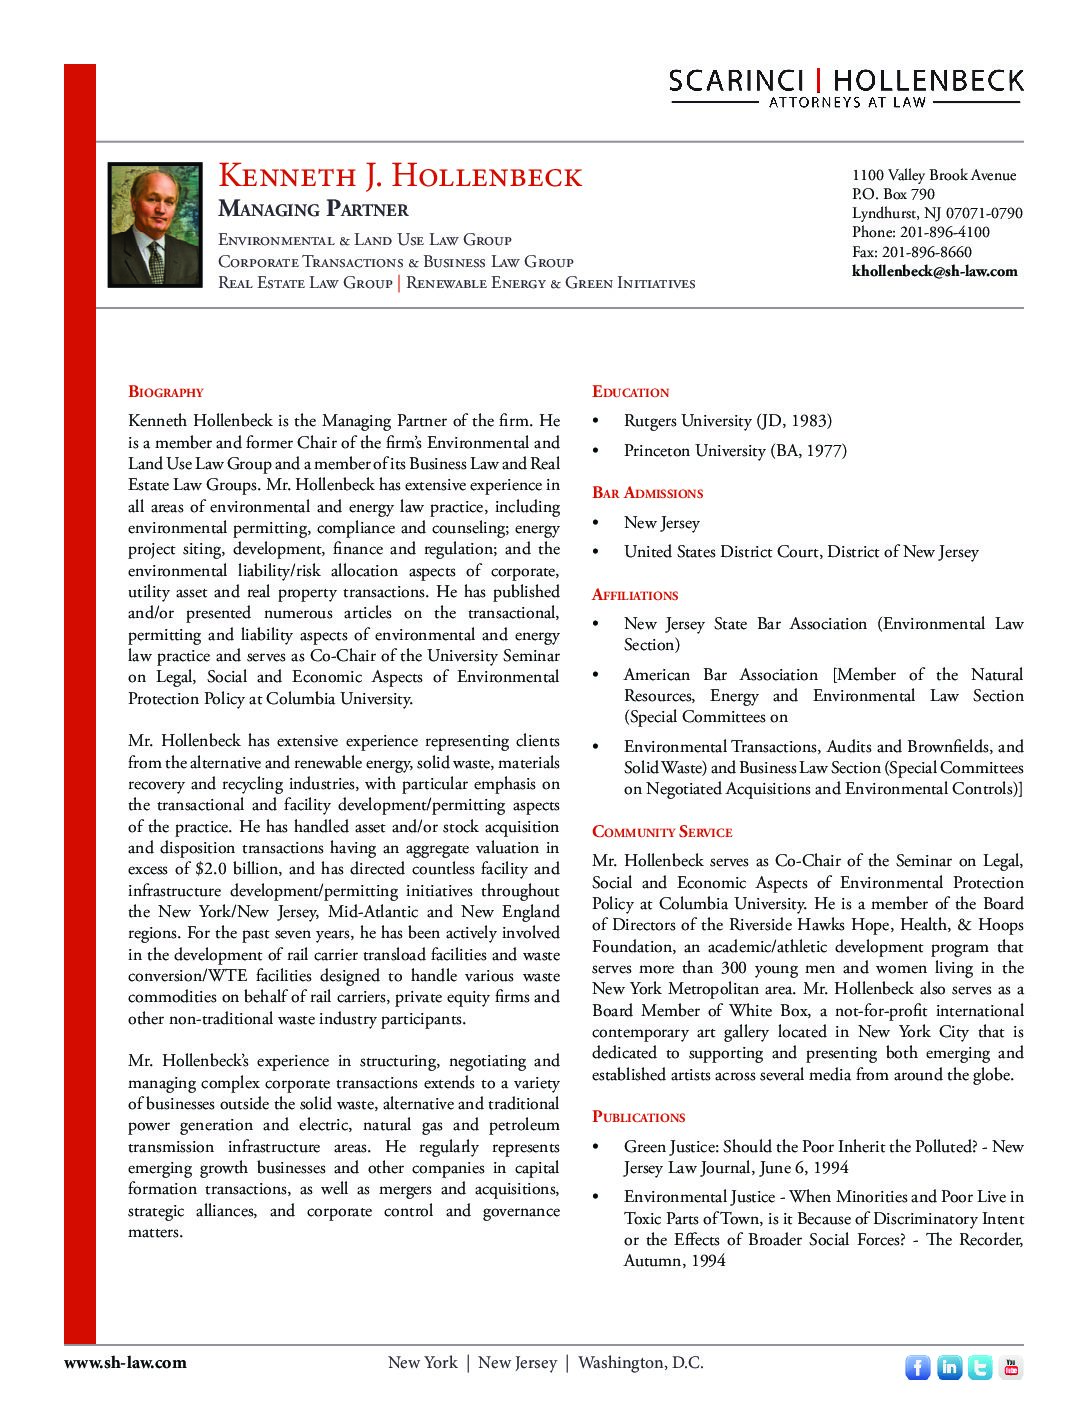 SCARINCI | HOLLENBECK
ATTORNEYS AT LAW
Kenneth J. Hollenbeck
Managing Partner
Environmental & Land Use Law Group
Corporate Transactions & Business Law Group
Real Estate Law Group | Renewable Energy & Green Initiatives
1100 Valley Brook Avenue
P.O. Box 790
Lyndhurst, NJ 07071-0790
Phone: 201-896-4100
Fax: 201-896-8660
khollenbeck@sh-law.com
Biography
Kenneth Hollenbeck is the Managing Partner of the firm. He
is a member and former Chair of the firm's Environmental and
Land Use Law Group and a member of its Business Law and Real
Estate Law Groups. Mr. Hollenbeck has extensive experience in
all areas of environmental and energy law practice, including
environmental permitting, compliance and counseling; energy
project siting, development, finance and regulation; and the
environmental liability/risk allocation aspects of corporate,
utility asset and real property transactions. He has published
and/or presented numerous articles on the transactional,
permitting and liability aspects of environmental and energy
law practice and serves as Co-Chair of the University Seminar
on Legal, Social and Economic Aspects of Environmental
Protection Policy at Columbia University.
Mr. Hollenbeck has extensive experience representing clients
from the alternative and renewable energy, solid waste, materials
recovery and recycling industries, with particular emphasis on
the transactional and facility development/permitting aspects
of the practice. He has handled asset and/or stock acquisition
and disposition transactions having an aggregate valuation in
excess of $2.0 billion, and has directed countless facility and
infrastructure development/permitting initiatives throughout
the New York/New Jersey, Mid-Atlantic and New England
regions. For the past seven years, he has been actively involved
in the development of rail carrier transload facilities and waste
conversion/WTE facilities designed to handle various waste
commodities on behalf of rail carriers, private equity firms and
other non-traditional waste industry participants.
Mr. Hollenbeck's experience in structuring, negotiating and
managing complex corporate transactions extends to a variety
of businesses outside the solid waste, alternative and traditional
power generation and electric, natural gas and petroleum
transmission infrastructure areas. He regularly represents
emerging growth businesses and other companies in capital
formation transactions, as well as mergers and acquisitions,
strategic alliances, and corporate control and governance
matters.
Education
• Rutgers University (JD, 1983)
• Princeton University (BA, 1977)
Bar Admissions
• New Jersey
• United States District Court, District of New Jersey
Affiliations
• New Jersey State Bar Association (Environmental Law
Section)
• American Bar Association [Member of the Natural
Resources, Energy and Environmental Law Section
(Special Committees on
• Environmental Transactions, Audits and Brownfields, and
Solid Waste) and Business Law Section (Special Committees
on Negotiated Acquisitions and Environmental Controls)]
Community Service
Mr. Hollenbeck serves as Co-Chair of the Seminar on Legal,
Social and Economic Aspects of Environmental Protection
Policy at Columbia University. He is a member of the Board
of Directors of the Riverside Hawks Hope, Health, & Hoops
Foundation, an academic/athletic development program that
serves more than 300 young men and women living in the
New York Metropolitan area. Mr. Hollenbeck also serves as a
Board Member of White Box, a not-for-profit international
contemporary art gallery located in New York City that is
dedicated to supporting and presenting both emerging and
established artists across several media from around the globe.
Publications
• Green Justice: Should the Poor Inherit the Polluted? - New
Jersey Law Journal, June 6, 1994
• Environmental Justice - When Minorities and Poor Live in
Toxic Parts of Town, is it Because of Discriminatory Intent
or the Effects of Broader Social Forces? - The Recorder,
Autumn, 1994
www.sh-law.com
New York | New Jersey | Washington, D.C.
f in t You Tube